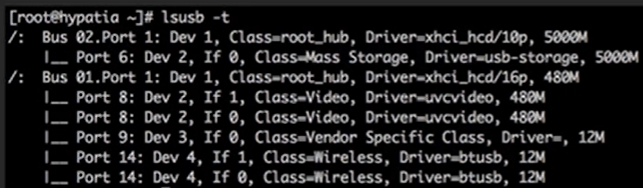 [root@hypatia ~]# lsusb -t
/:  Bus 02.Port 1: Dev 1, Class=root_hub, Driver=xhci_hcd/10p, 5000M
    |__ Port 6: Dev 2, If 0, Class=Mass Storage, Driver=usb-storage, 5000M
/:  Bus 01.Port 1: Dev 1, Class=root_hub, Driver=xhci_hcd/16p, 480M
    |__ Port 8: Dev 2, If 1, Class=Video, Driver=uvcvideo, 480M
    |__ Port 8: Dev 2, If 0, Class=Video, Driver=uvcvideo, 480M
    |__ Port 9: Dev 3, If 0, Class=Vendor Specific Class, Driver=, 12M
    |__ Port 14: Dev 4, If 1, Class=Wireless, Driver=btusb, 12M
    |__ Port 14: Dev 4, If 0, Class=Wireless, Driver=btusb, 12M